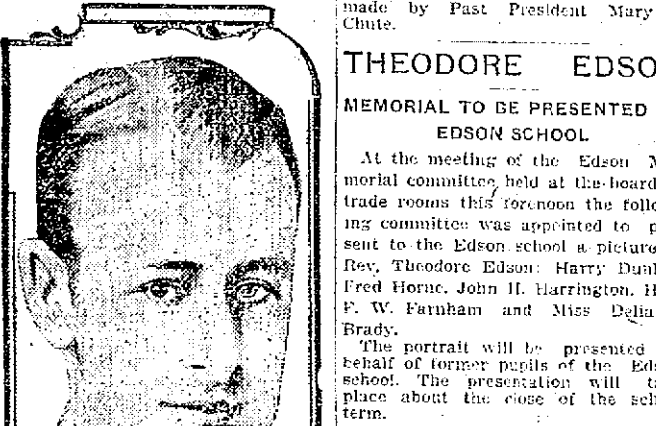 made by Past President Mary
Chute.
THEODORE EDSO
MEMORIAL TO BE PRESENTED
EDSON SCHOOL
At the meeting of the Edson M
morial committee held at the board
trade rooms this forenoon the follo
ing committee was appointed to p
sent to the Edson school a picture
Rev. Theodore Edson: Harry Dun
Fred Horne, John H. Harrington, H
F. W. Farnham and Miss Delia
Brady.
The portrait will be presented
behalf of former pupils of the Eds
school. The presentation will t
place about the close of the sch
term.